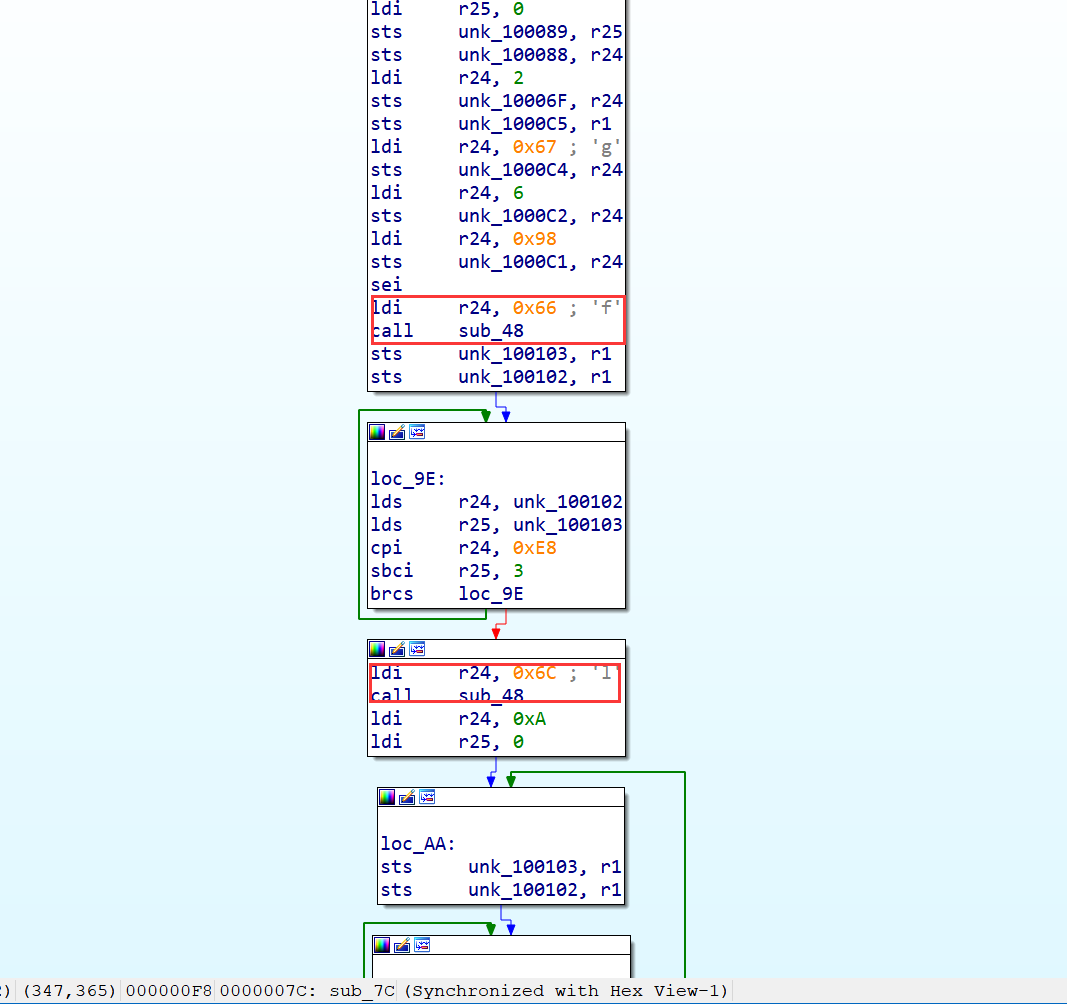 ldi r25, 0
sts unk_100089, r25
sts unk_100088, r24
ldi r24, 2
sts unk_10006F, r24
sts unk_1000C5, r1
ldi r24, 0x67 ; 'g'
sts unk_1000C4, r24
ldi r24, 6
sts unk_1000C2, r24
ldi r24, 0x98
sts unk_1000C1, r24
sei
ldi r24, 0x66 ; 'f'
call sub_48
sts unk_100103, r1
sts unk_100102, r1
loc_9E:
lds r24, unk_100102
lds r25, unk_100103
cpi r24, 0xE8
sbci r25, 3
brcs loc_9E
ldi r24, 0x6C ; 'l'
call sub_48
ldi r24, 0xA
ldi r25, 0
loc_AA:
sts unk_100103, r1
sts unk_100102, r1
) (347,365) 000000F8 0000007C: sub_7C (Synchronized with Hex View-1)